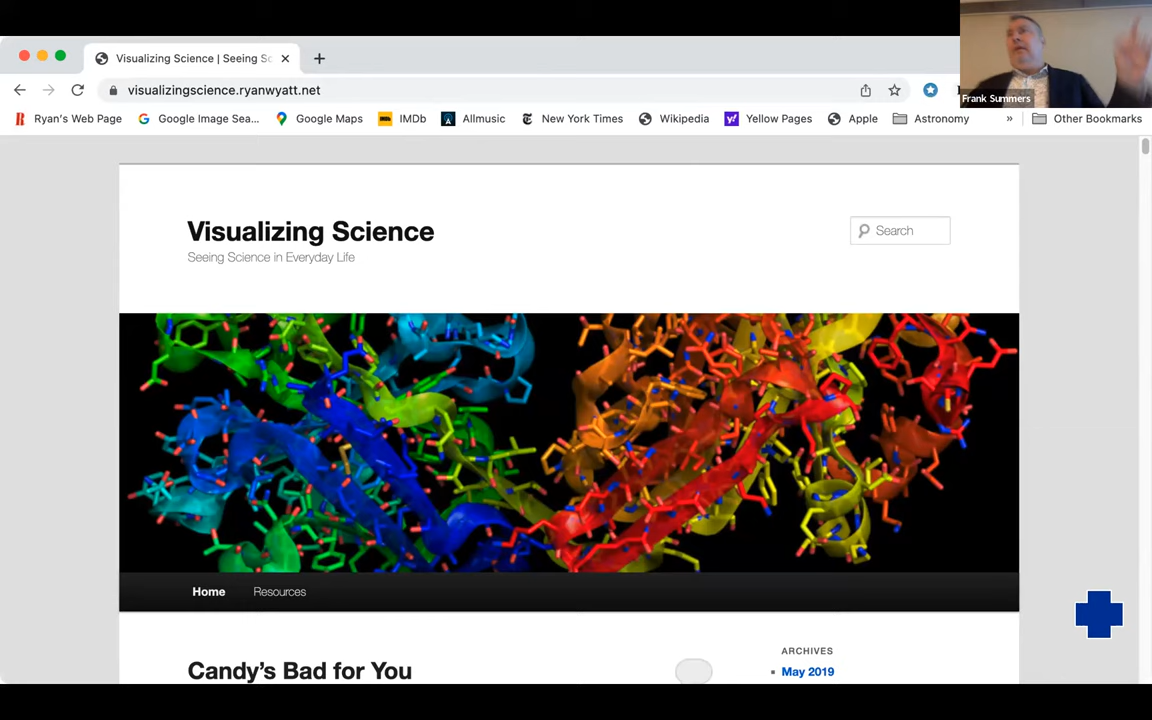 Visualizing Science | Seeing Sc
visualizingscience.ryanwyatt.net
Frank Summers
Ryan's Web Page
Google Image Sea...
Google Maps
IMDb
Allmusic
New York Times
Wikipedia
Yellow Pages
Apple
Astronomy
»
Other Bookmarks
Visualizing Science
Search
Seeing Science in Everyday Life
Home
Resources
ARCHIVES
Candy's Bad for You
May 2019